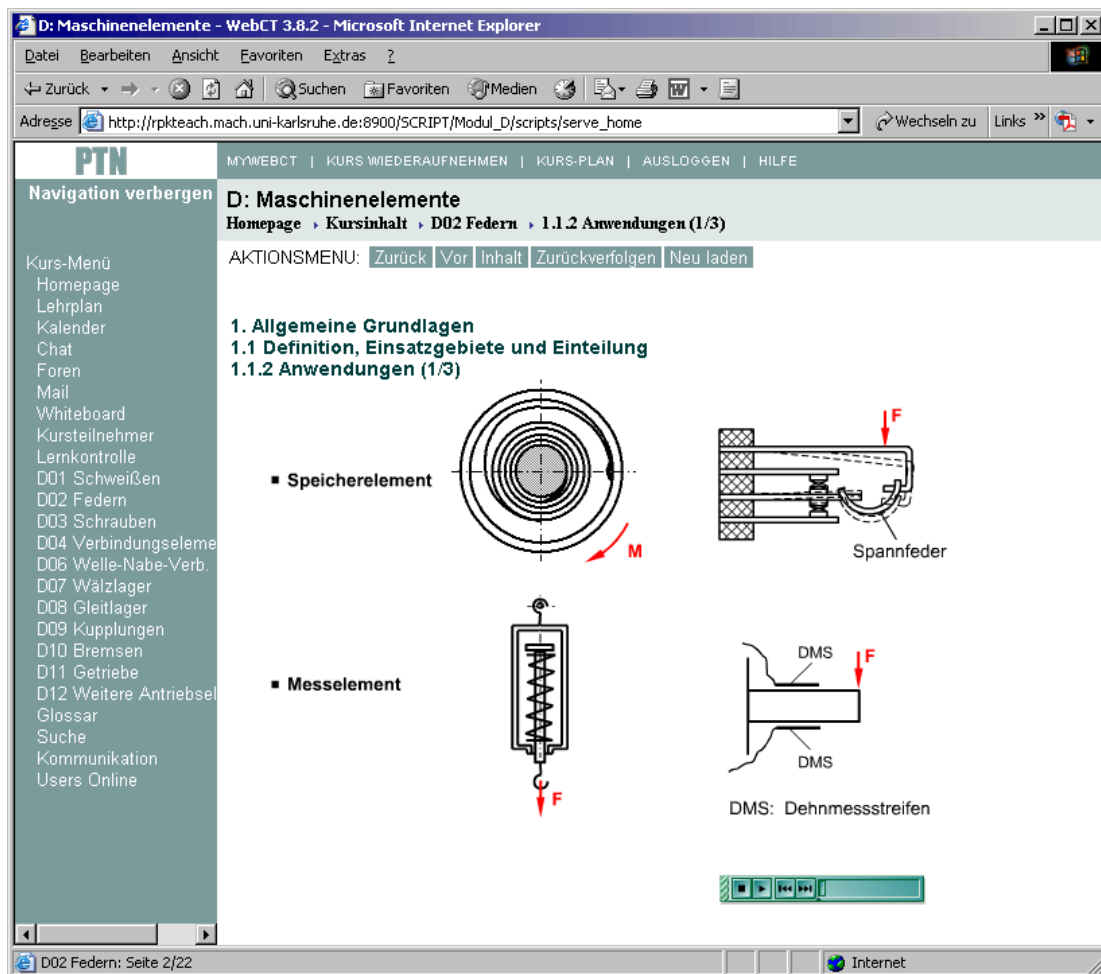 D: Maschinenelemente - WebCT 3.8.2 - Microsoft Internet Explorer
Datei Bearbeiten Ansicht Favoriten Extras ?
Zurück Suchen Favoriten Medien
Adresse http://rpkteach.mach.uni-karlsruhe.de:8900/SCRIPT/Modul_D/scripts/serve_home Wechseln zu Links »
PTN
MYWEBCT | KURS WIEDERAUFNEHMEN | KURS-PLAN | AUSLOGGEN | HILFE
Navigation verbergen
D: Maschinenelemente
Homepage › Kursinhalt › D02 Federn › 1.1.2 Anwendungen (1/3)
AKTIONSMENU: Zurück Vor Inhalt Zurückverfolgen Neu laden
Kurs-Menü
Homepage
Lehrplan
Kalender
Chat
Foren
Mail
Whiteboard
Kursteilnehmer
Lernkontrolle
D01 Schweißen
D02 Federn
D03 Schrauben
D04 Verbindungseleme
D06 Welle-Nabe-Verb.
D07 Wälzlager
D08 Gleitlager
D09 Kupplungen
D10 Bremsen
D11 Getriebe
D12 Weitere Antriebsel
Glossar
Suche
Kommunikation
Users Online
1. Allgemeine Grundlagen
1.1 Definition, Einsatzgebiete und Einteilung
1.1.2 Anwendungen (1/3)
▪ Speicherelement
M
F
Spannfeder
▪ Messelement
F
DMS
F
DMS
DMS: Dehnmessstreifen
D02 Federn: Seite 2/22
Internet